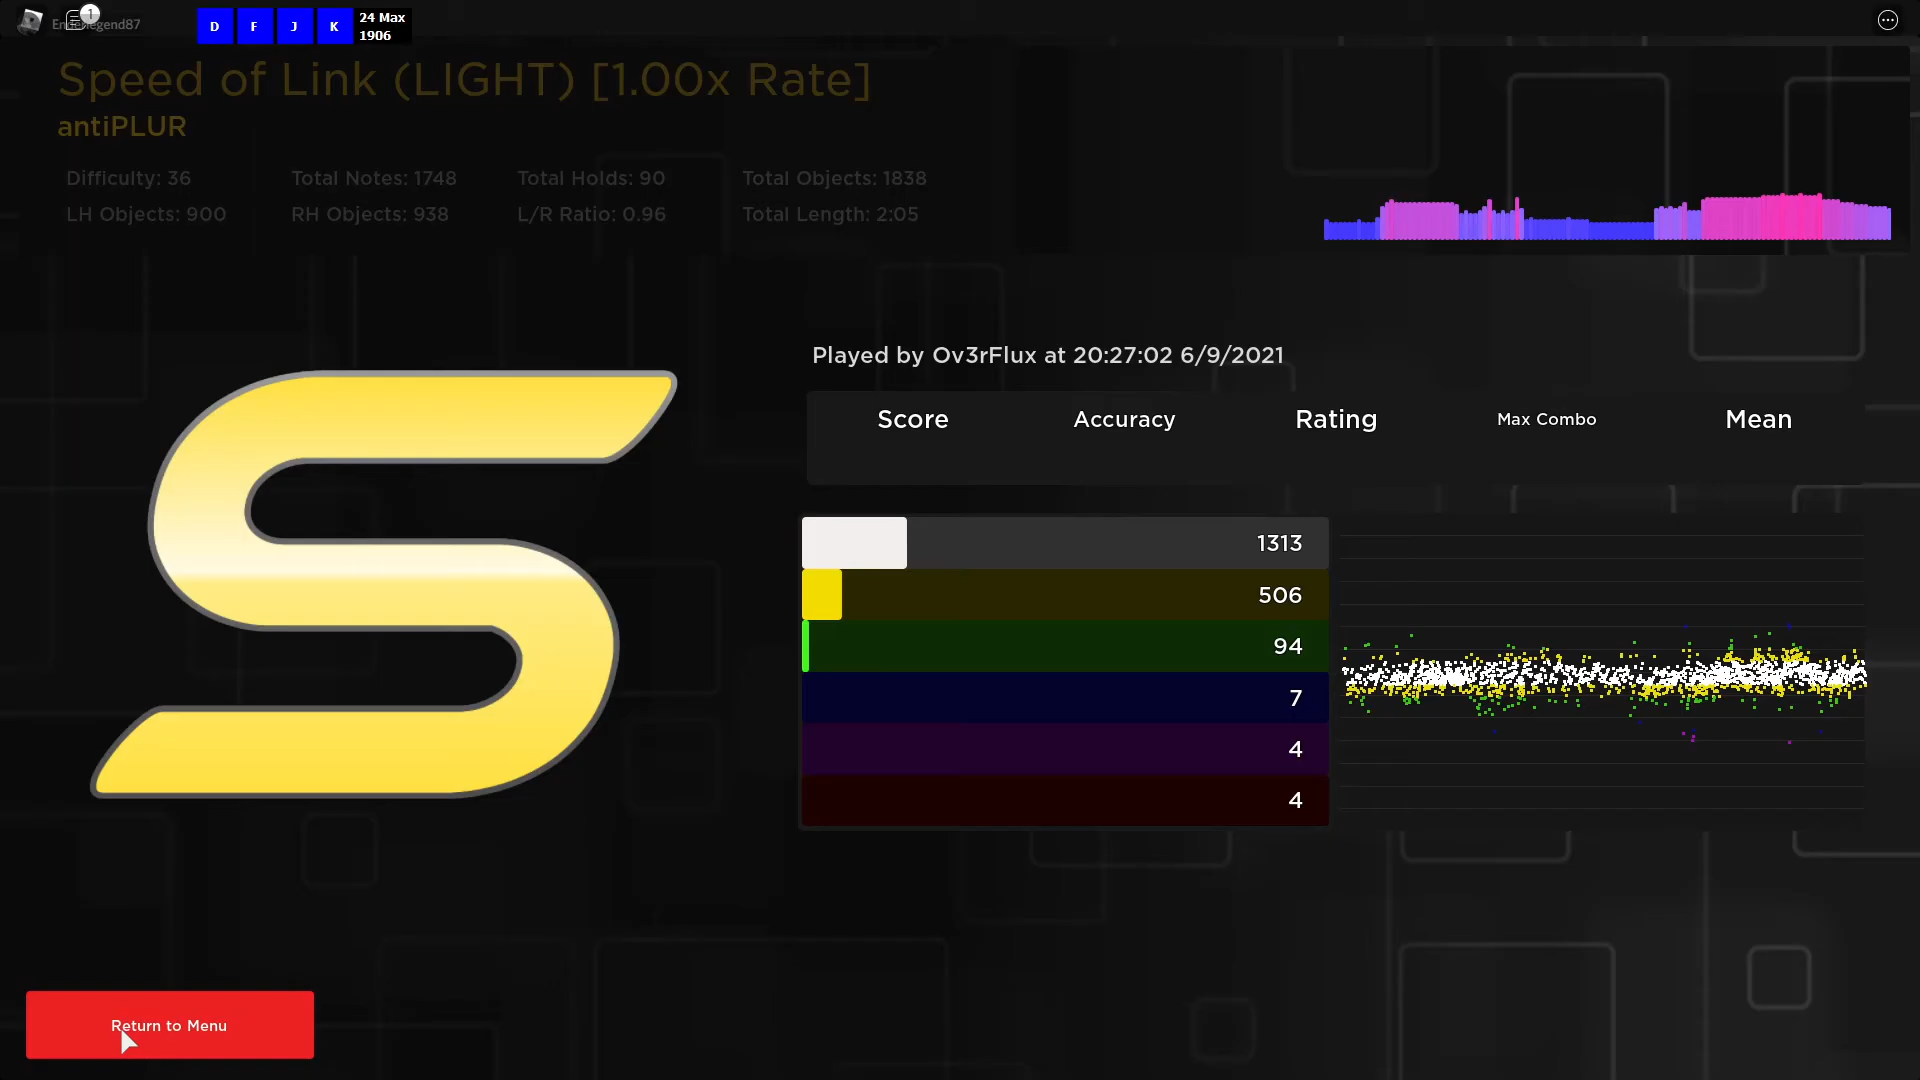 1
Enderlegend87
D F J K
24 Max
1906
Speed of Link (LIGHT) [1.00x Rate]
antiPLUR
Difficulty: 36 Total Notes: 1748 Total Holds: 90 Total Objects: 1838
LH Objects: 900 RH Objects: 938 L/R Ratio: 0.96 Total Length: 2:05
Played by Ov3rFlux at 20:27:02 6/9/2021
Score Accuracy Rating Max Combo Mean
S
1313
506
94
7
4
4
Return to Menu